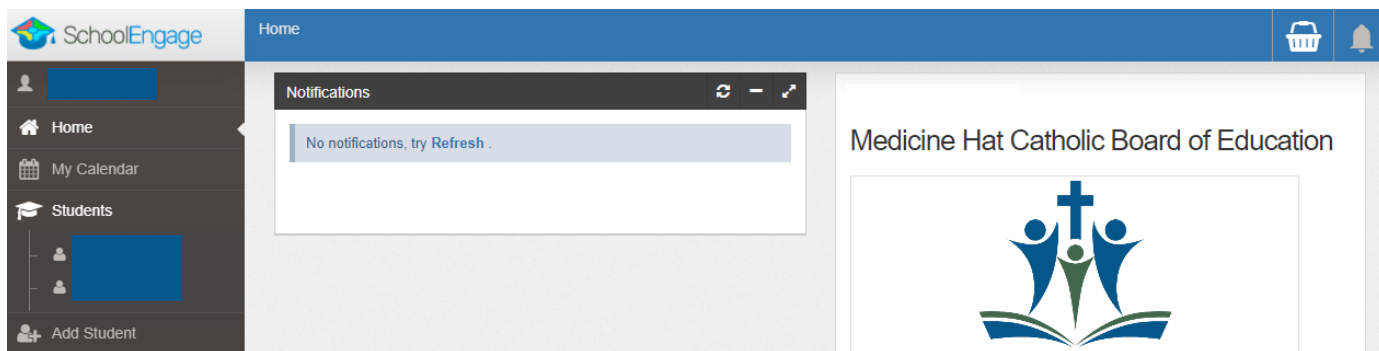 SchoolEngage
Home
Home
My Calendar
Students
Add Student
Notifications
No notifications, try Refresh .
Medicine Hat Catholic Board of Education